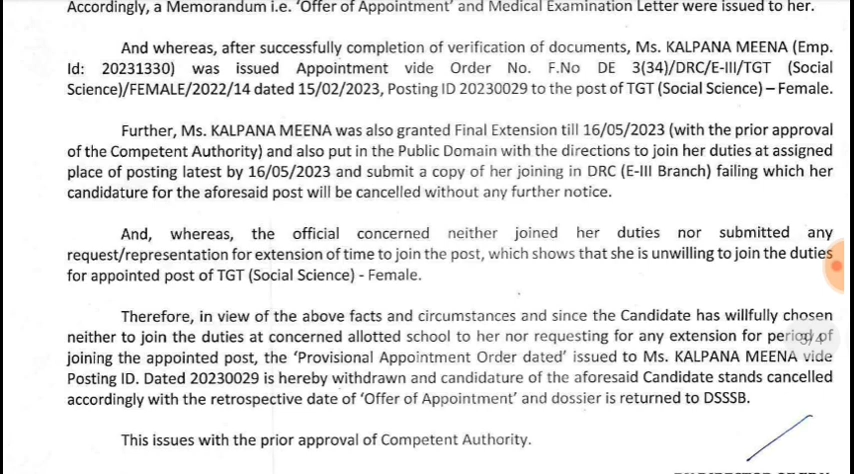 Accordingly, a Memorandum i.e. 'Offer of Appointment' and Medical Examination Letter were issued to her.
And whereas, after successfully completion of verification of documents, Ms. KALPANA MEENA (Emp.
Id: 20231330) was issued Appointment vide Order No. F.No DE 3(34)/DRC/E-III/TGT (Social
Science)/FEMALE/2022/14 dated 15/02/2023, Posting ID 20230029 to the post of TGT (Social Science) – Female.
Further, Ms. KALPANA MEENA was also granted Final Extension till 16/05/2023 (with the prior approval
of the Competent Authority) and also put in the Public Domain with the directions to join her duties at assigned
place of posting latest by 16/05/2023 and submit a copy of her joining in DRC (E-III Branch) failing which her
candidature for the aforesaid post will be cancelled without any further notice.
And, whereas, the official concerned neither joined her duties nor submitted any
request/representation for extension of time to join the post, which shows that she is unwilling to join the duties
for appointed post of TGT (Social Science) - Female.
Therefore, in view of the above facts and circumstances and since the Candidate has willfully chosen
neither to join the duties at concerned allotted school to her nor requesting for any extension for period of
joining the appointed post, the 'Provisional Appointment Order dated' issued to Ms. KALPANA MEENA vide
Posting ID. Dated 20230029 is hereby withdrawn and candidature of the aforesaid Candidate stands cancelled
accordingly with the retrospective date of 'Offer of Appointment' and dossier is returned to DSSSB.
This issues with the prior approval of Competent Authority.